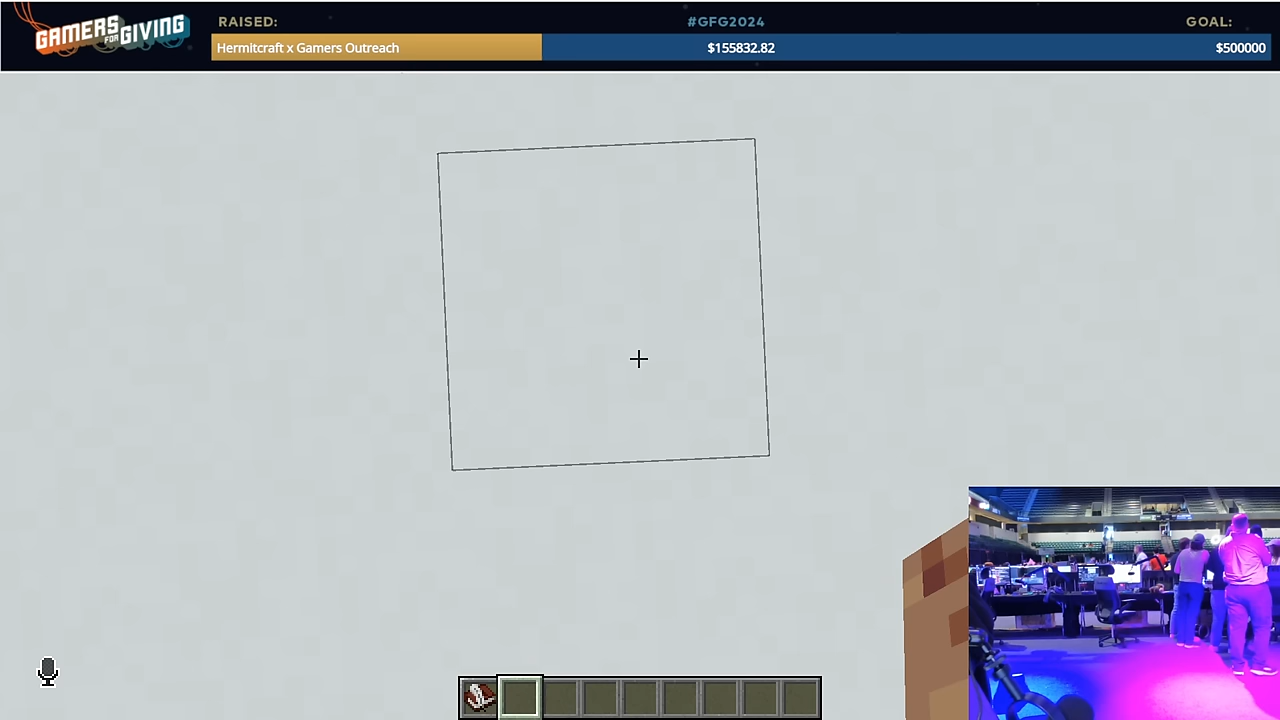 GAMERS
FOR
GIVING
RAISED:
#GFG2024
GOAL:
Hermitcraft x Gamers Outreach
$155832.82
$500000